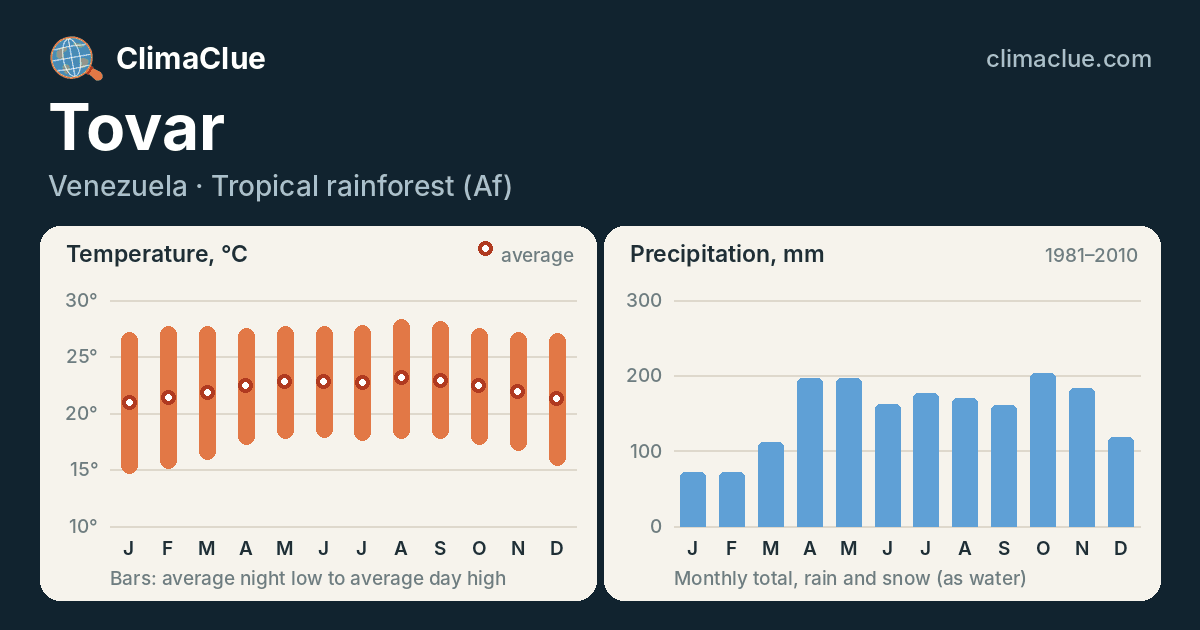 ClimaClue
climaclue.com
Tovar
Venezuela · Tropical rainforest (Af)
Temperature, °C
average
30°
25°
20°
15°
10°
J F M A M J J A S O N D
Bars: average night low to average day high
Precipitation, mm
1981–2010
300
200
100
0
J F M A M J J A S O N D
Monthly total, rain and snow (as water)